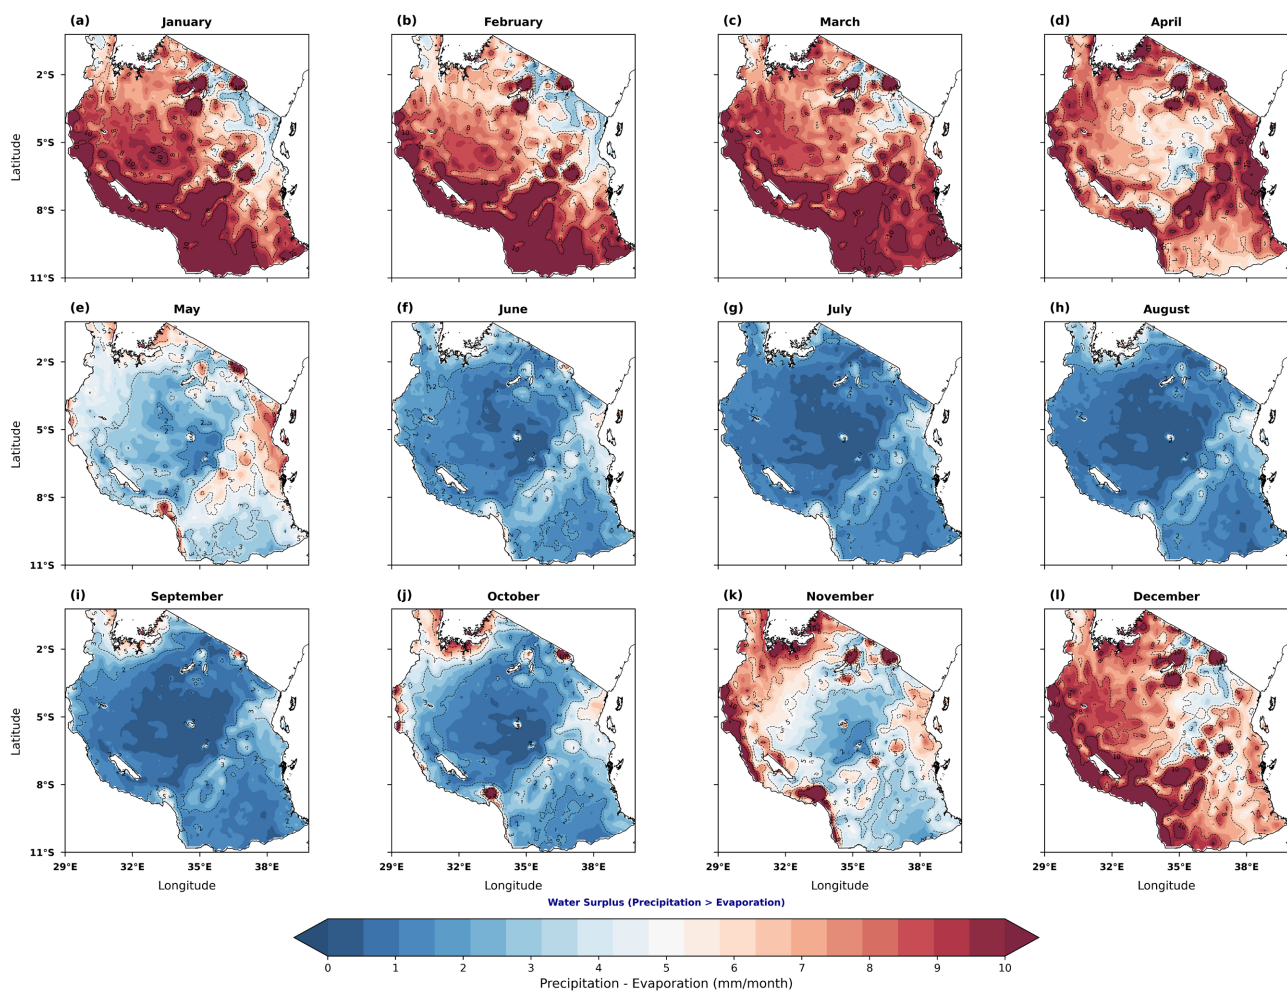 (a) January
(b) February
(c) March
(d) April
Latitude
2°S
5°S
8°S
11°S
(e) May
(f) June
(g) July
(h) August
Latitude
2°S
5°S
8°S
11°S
(i) September
(j) October
(k) November
(l) December
Latitude
2°S
5°S
8°S
11°S
29°E 32°E 35°E 38°E 29°E 32°E 35°E 38°E 29°E 32°E 35°E 38°E 29°E 32°E 35°E 38°E
Longitude Longitude Longitude Longitude
Water Surplus (Precipitation > Evaporation)
0 1 2 3 4 5 6 7 8 9 10
Precipitation - Evaporation (mm/month)